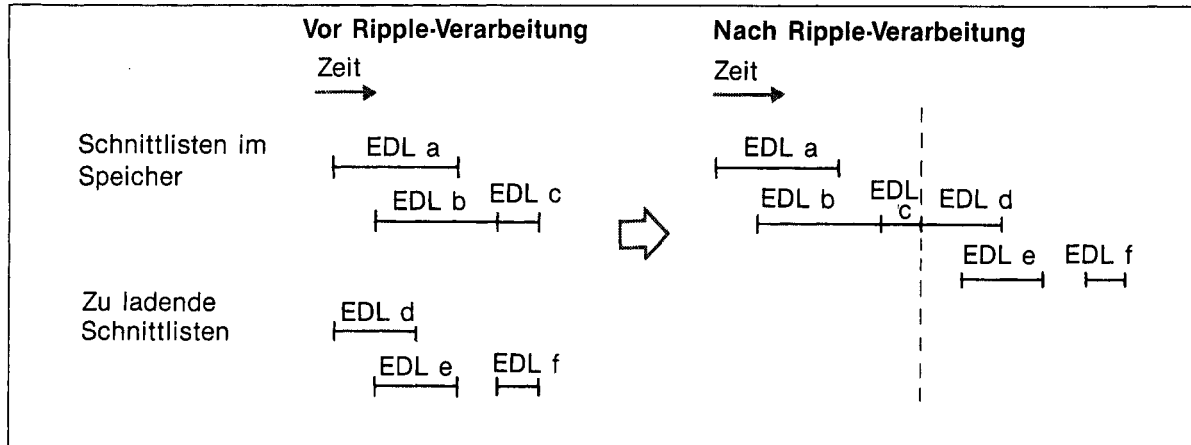 Vor Ripple-Verarbeitung
Zeit
Schnittlisten im
Speicher
EDL a
EDL b
EDL c
Zu ladende
Schnittlisten
EDL d
EDL e
EDL f
Nach Ripple-Verarbeitung
Zeit
EDL a
EDL b
EDL
c
EDL d
EDL e
EDL f